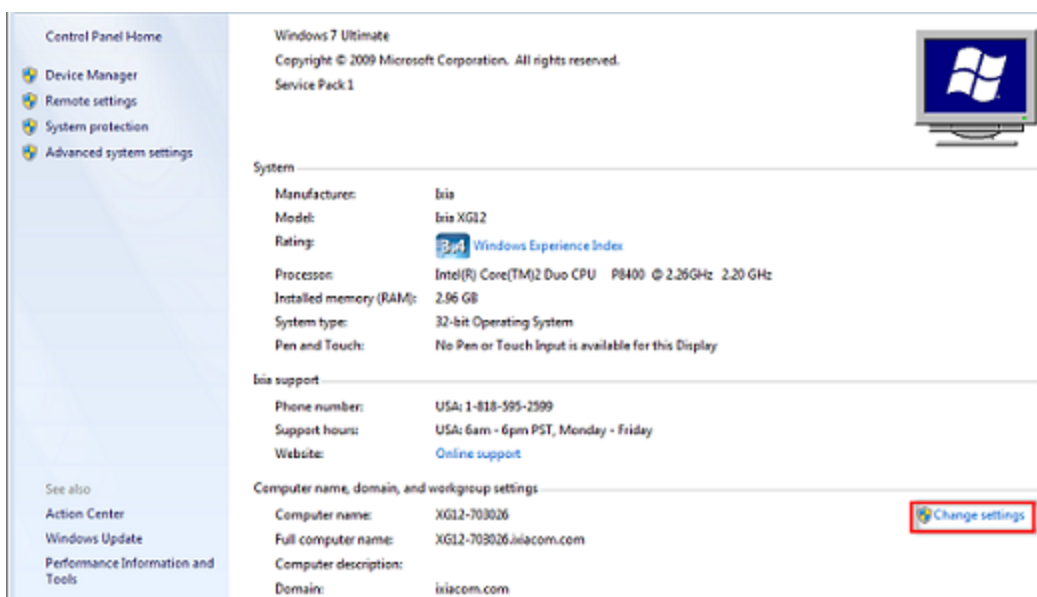 Control Panel Home
Device Manager
Remote settings
System protection
Advanced system settings
See also
Action Center
Windows Update
Performance Information and
Tools
Windows 7 Ultimate
Copyright © 2009 Microsoft Corporation. All rights reserved.
Service Pack 1
System
Manufacturer: Ixia
Model: Ixia XG12
Rating: 3.4 Windows Experience Index
Processor: Intel(R) Core(TM)2 Duo CPU P8400 @ 2.26GHz 2.20 GHz
Installed memory (RAM): 2.96 GB
System type: 32-bit Operating System
Pen and Touch: No Pen or Touch Input is available for this Display
Ixia support
Phone number: USA: 1-818-595-2599
Support hours: USA: 6am - 6pm PST, Monday - Friday
Website: Online support
Computer name, domain, and workgroup settings
Computer name: XG12-703026 Change settings
Full computer name: XG12-703026.ixiacom.com
Computer description:
Domain: ixiacom.com